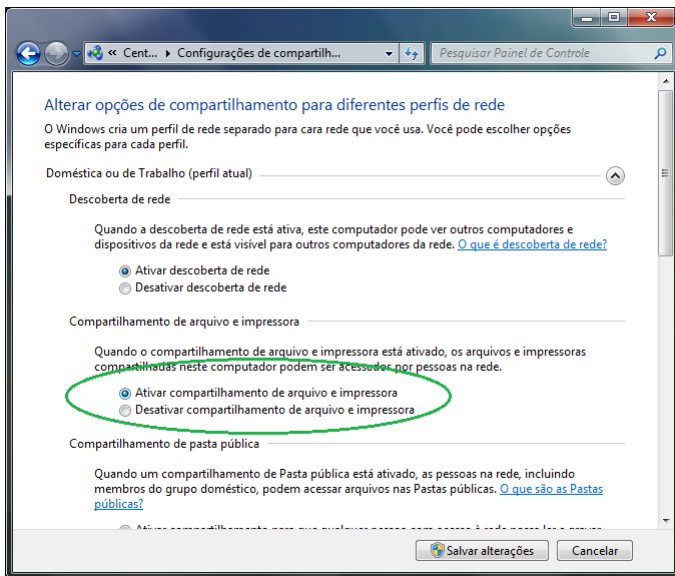 « Cent... ▸ Configurações de compartilh...
Pesquisar Painel de Controle
Alterar opções de compartilhamento para diferentes perfis de rede
O Windows cria um perfil de rede separado para cara rede que você usa. Você pode escolher opções
específicas para cada perfil.
Doméstica ou de Trabalho (perfil atual)
Descoberta de rede
Quando a descoberta de rede está ativa, este computador pode ver outros computadores e
dispositivos da rede e está visível para outros computadores da rede. O que é descoberta de rede?
Ativar descoberta de rede
Desativar descoberta de rede
Compartilhamento de arquivo e impressora
Quando o compartilhamento de arquivo e impressora está ativado, os arquivos e impressoras
compartilhadas neste computador podem ser acessador por pessoas na rede.
Ativar compartilhamento de arquivo e impressora
Desativar compartilhamento de arquivo e impressora
Compartilhamento de pasta pública
Quando um compartilhamento de Pasta pública está ativado, as pessoas na rede, incluindo
membros do grupo doméstico, podem acessar arquivos nas Pastas públicas. O que são as Pastas
públicas?
Salvar alterações
Cancelar